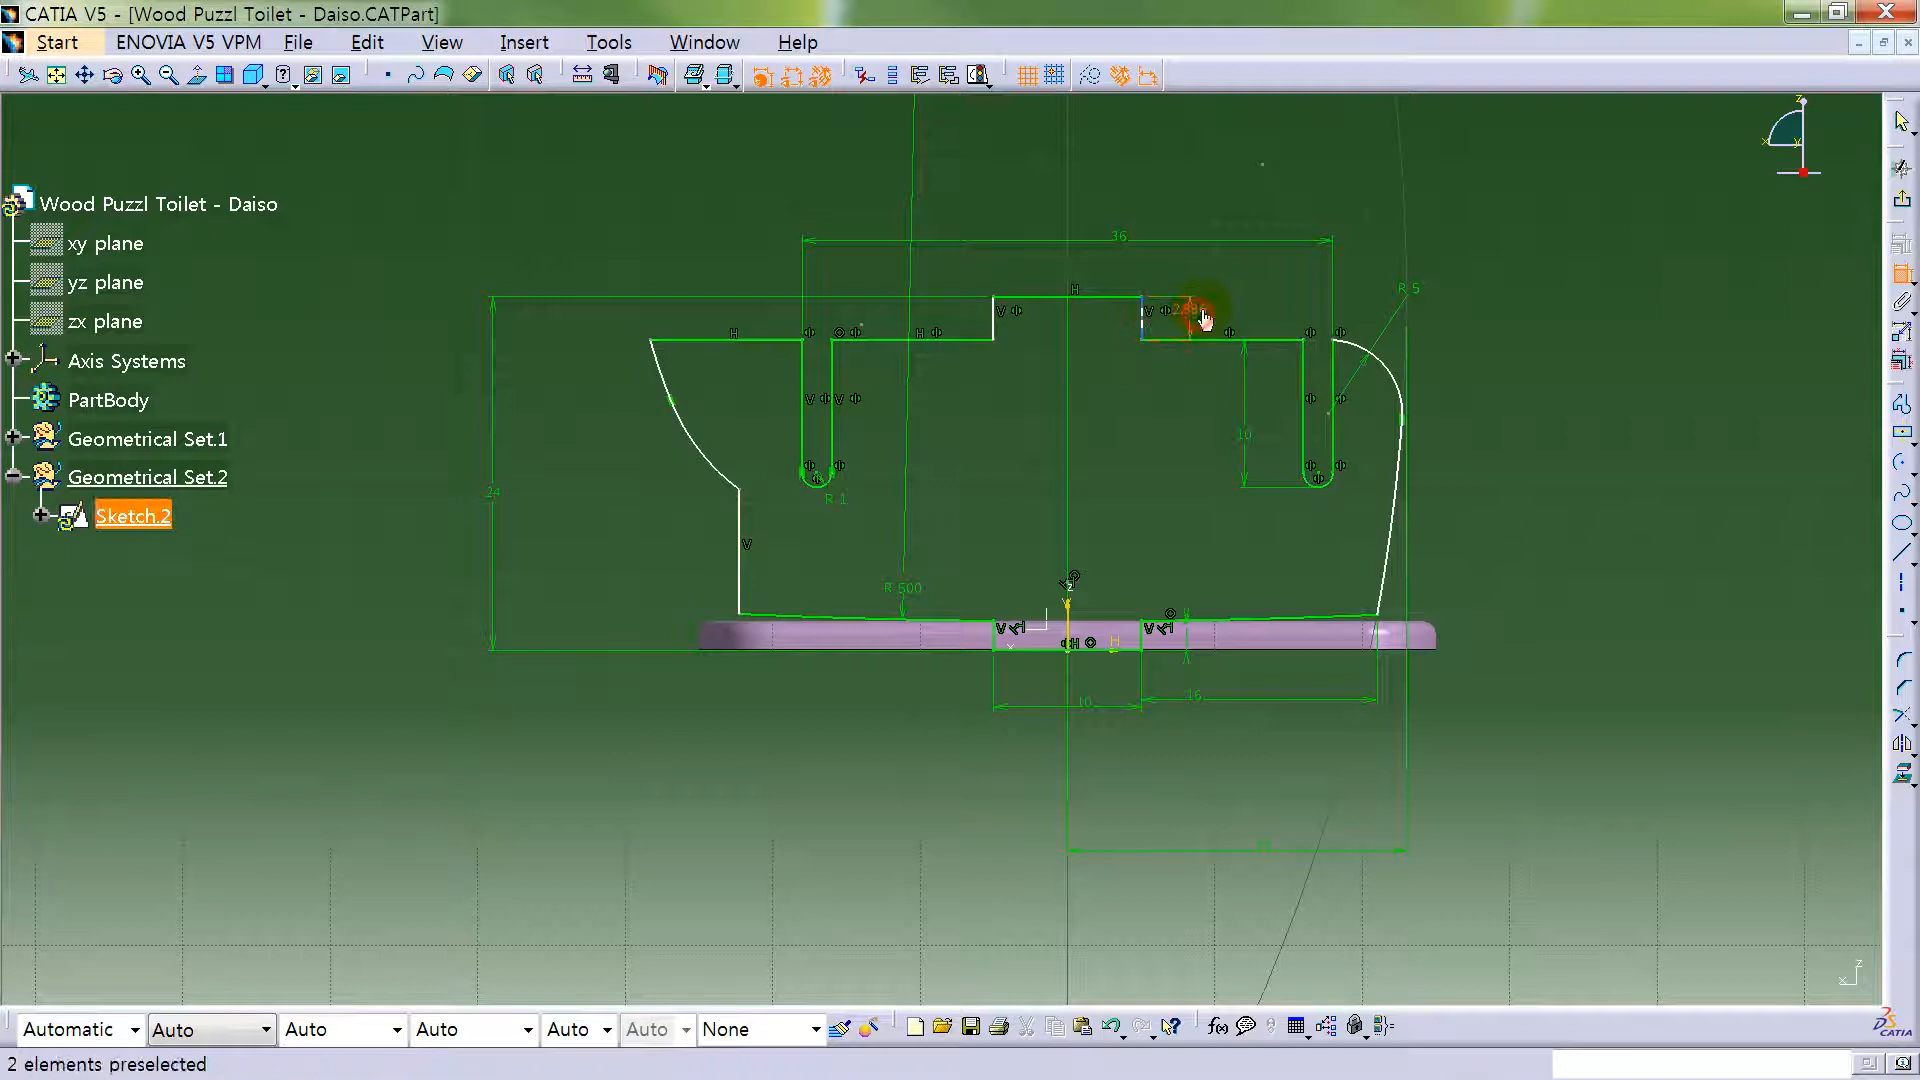 CATIA V5 - [Wood Puzzl Toilet - Daiso.CATPart]
Start ENOVIA V5 VPM File Edit View Insert Tools Window Help
Wood Puzzl Toilet - Daiso
xy plane
yz plane
zx plane
Axis Systems
PartBody
Geometrical Set.1
Geometrical Set.2
Sketch.2
36
R 5
H
V
V
H
H
V V
10
24
R 1
V
R 500
V
H
H
V
10
16
z
x
y
z
x
Automatic Auto Auto Auto Auto Auto None
CATIA
2 elements preselected